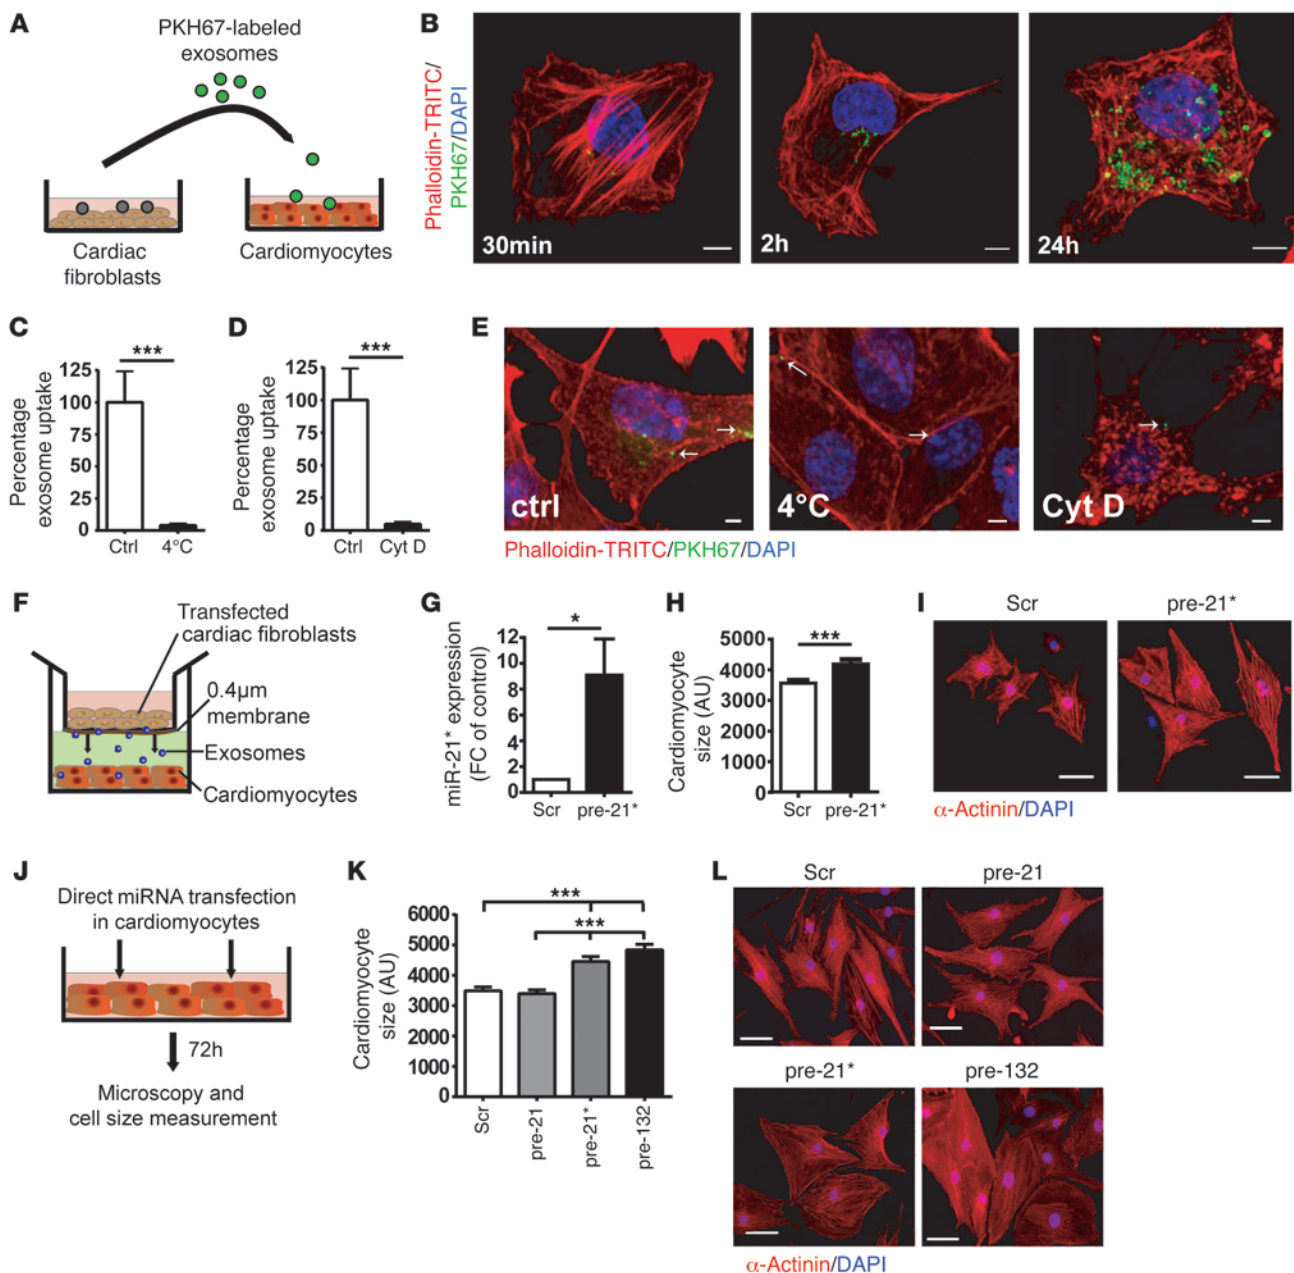 A
PKH67-labeled
exosomes
Cardiac
fibroblasts
Cardiomyocytes
B
Phalloidin-TRITC/
PKH67/DAPI
30min
2h
24h
C
***
Percentage
exosome uptake
125
100
75
50
25
0
Ctrl
4°C
D
***
Percentage
exosome uptake
125
100
75
50
25
0
Ctrl
Cyt D
E
ctrl
4°C
Cyt D
Phalloidin-TRITC/PKH67/DAPI
F
Transfected
cardiac fibroblasts
0.4µm
membrane
Exosomes
Cardiomyocytes
G
*
miR-21* expression
(FC of control)
12
10
8
6
4
2
0
Scr
pre-21*
H
***
Cardiomyocyte
size (AU)
5000
4000
3000
2000
1000
0
Scr
pre-21*
I
Scr
pre-21*
α-Actinin/DAPI
J
Direct miRNA transfection
in cardiomyocytes
72h
Microscopy and
cell size measurement
K
***
***
Cardiomyocyte
size (AU)
6000
5000
4000
3000
2000
1000
0
Scr
pre-21
pre-21*
pre-132
L
Scr
pre-21
pre-21*
pre-132
α-Actinin/DAPI